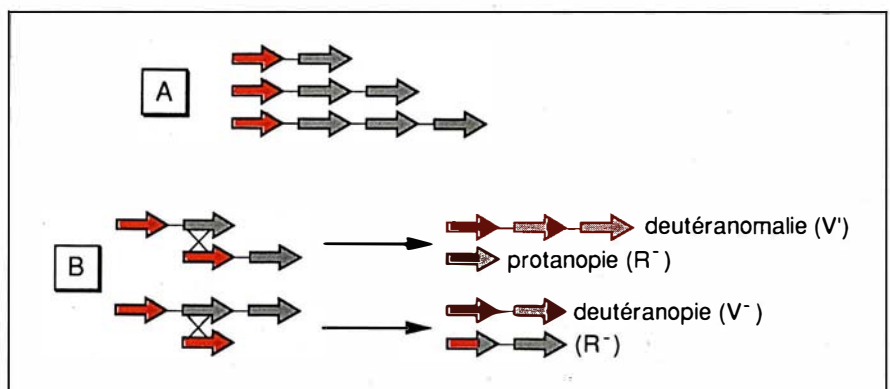 A
B
deutéranomalie (V')
protanopie (R⁻)
deutéranopie (V⁻)
(R⁻)